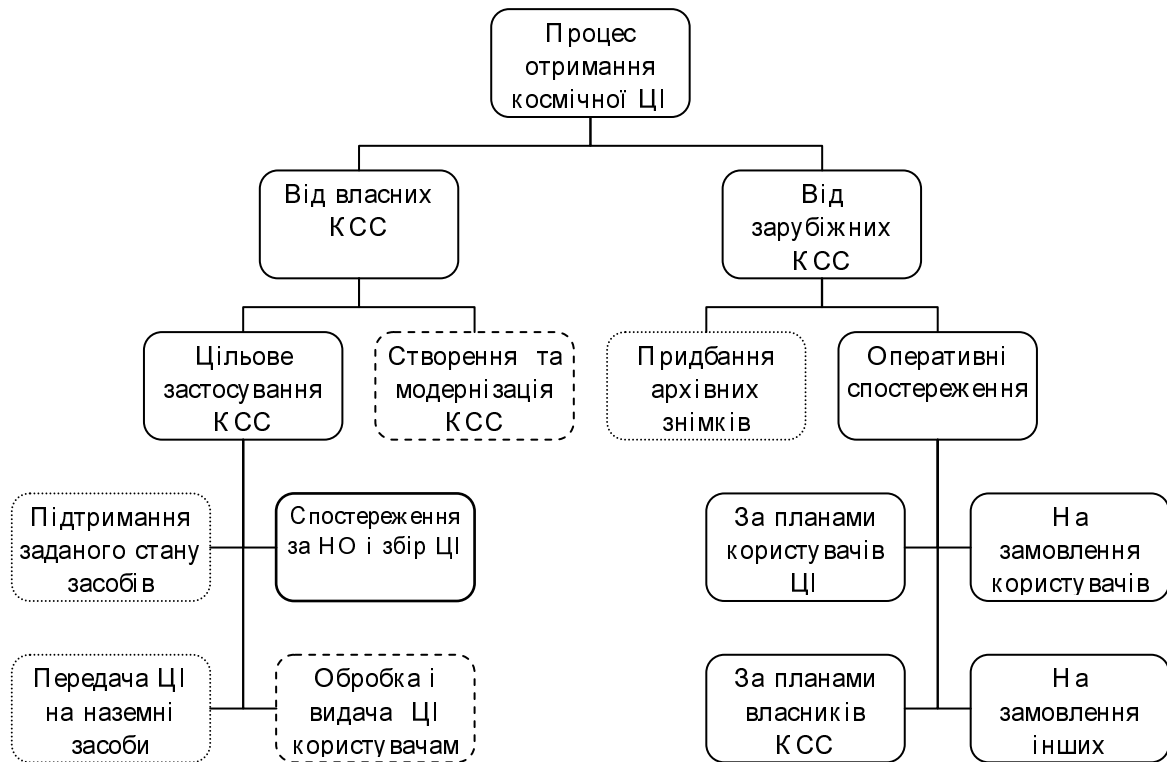 Процес
отримання
космічної ЦІ
Від власних
КСС
Від
зарубіжних
КСС
Цільове
застосування
КСС
Створення та
модернізація
КСС
Придбання
архівних
знімків
Оперативні
спостереження
Підтримання
заданого стану
засобів
Спостереження
за НО і збір ЦІ
За планами
користувачів
ЦІ
На
замовлення
користувачів
Передача ЦІ
на наземні
засоби
Обробка і
видача ЦІ
користувачам
За планами
власників
КСС
На
замовлення
інших